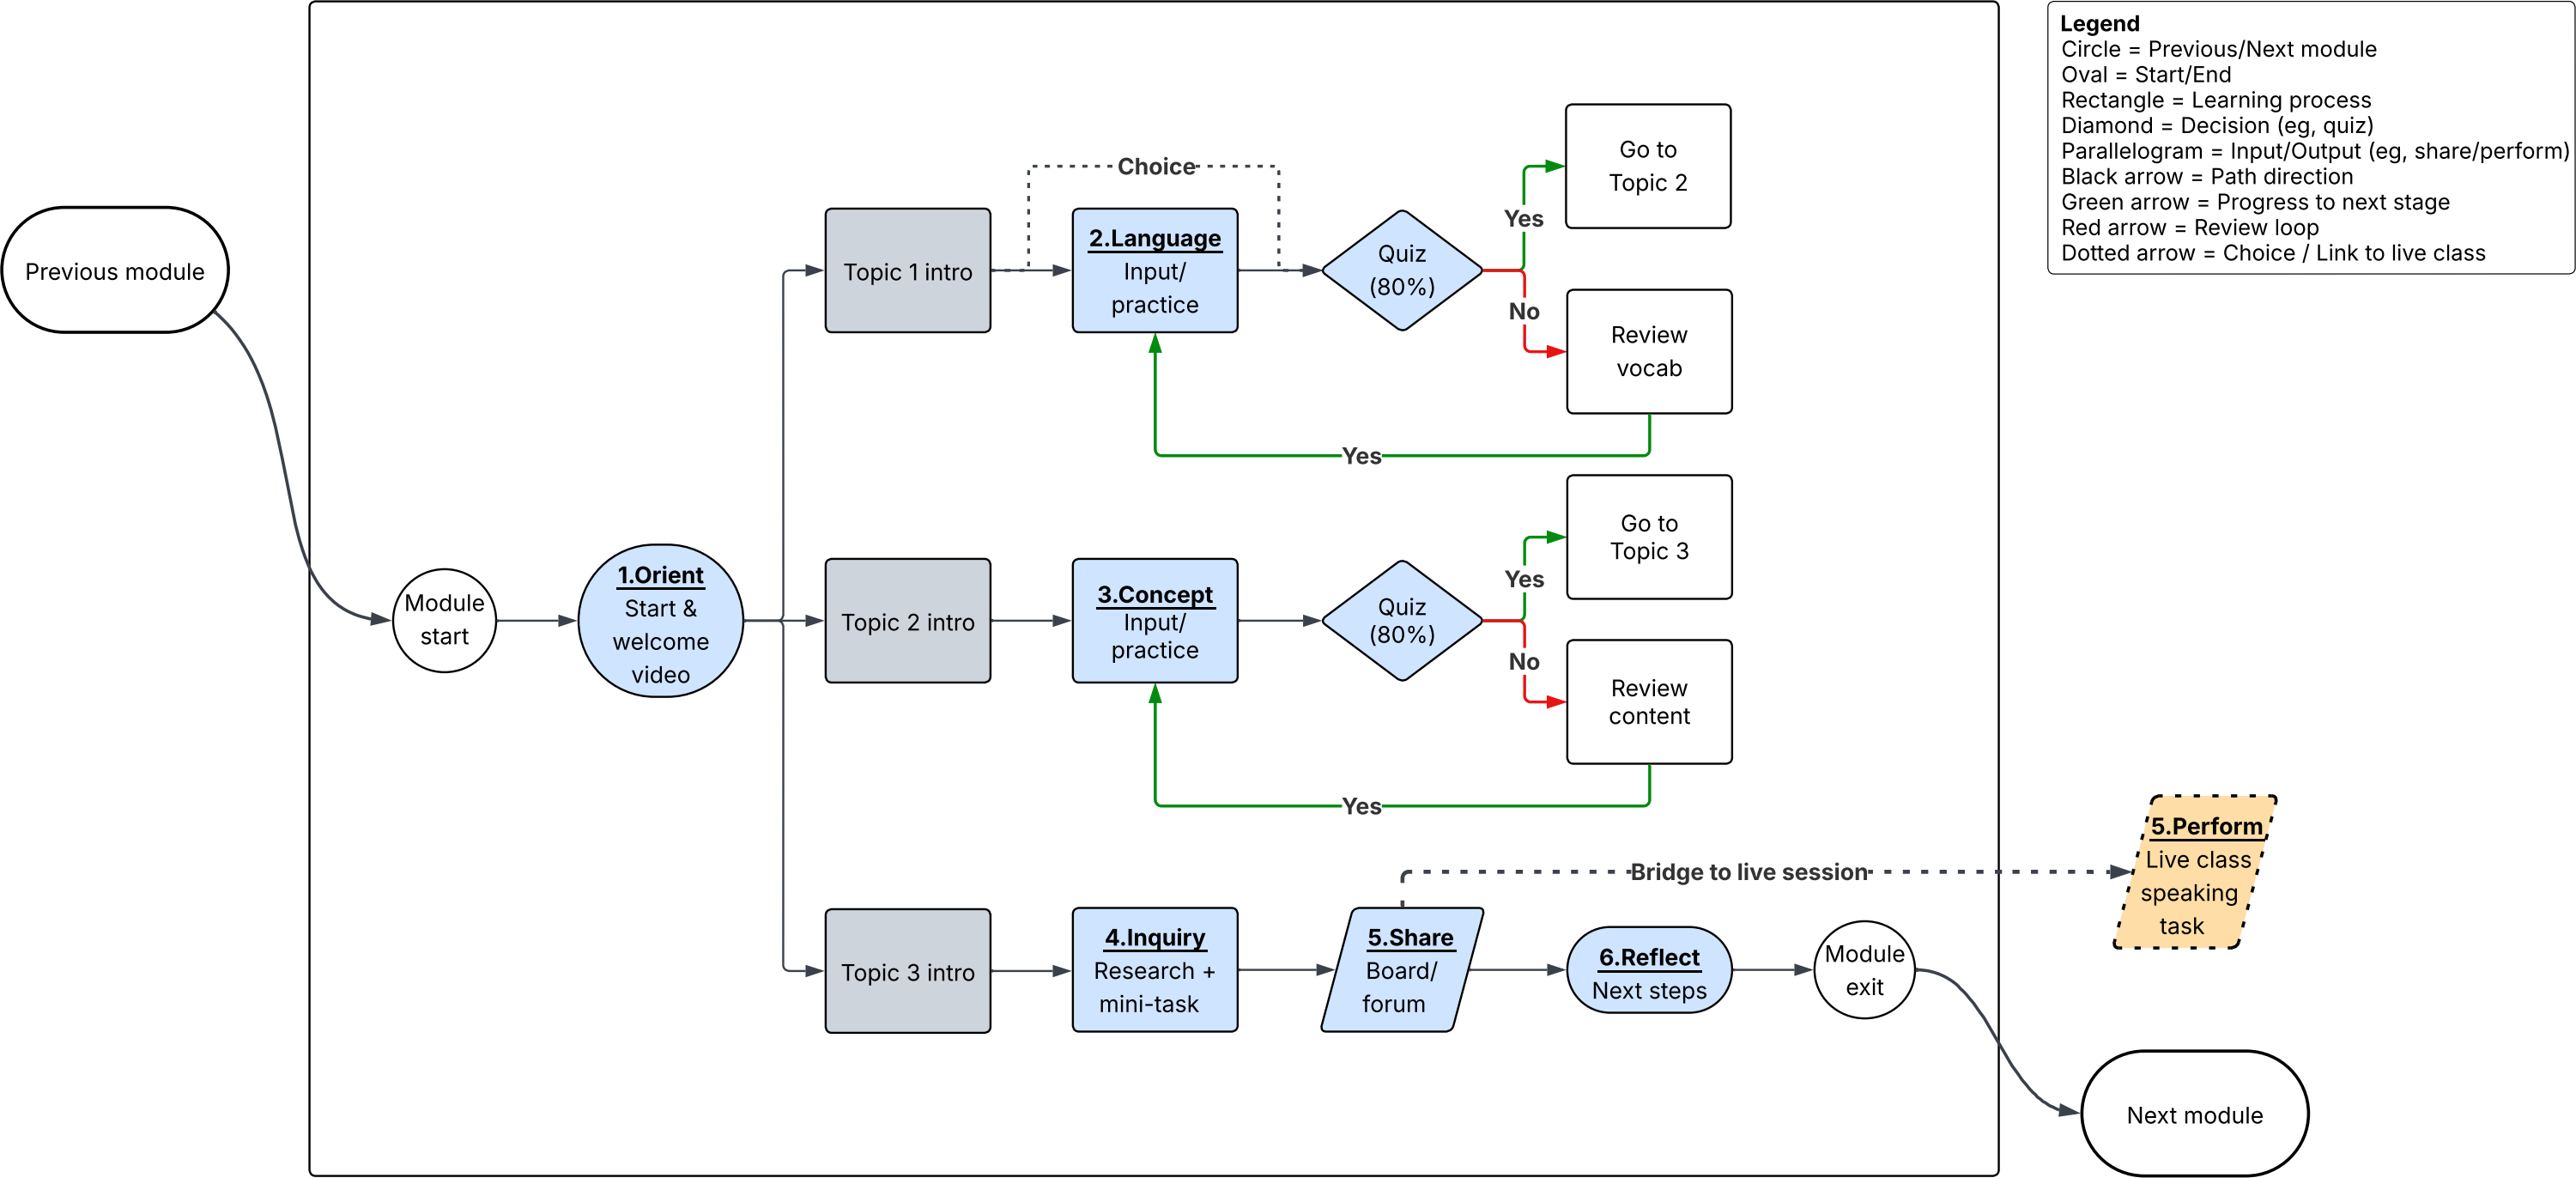 Legend
Circle = Previous/Next module
Oval = Start/End
Rectangle = Learning process
Diamond = Decision (eg, quiz)
Parallelogram = Input/Output (eg, share/perform)
Black arrow = Path direction
Green arrow = Progress to next stage
Red arrow = Review loop
Dotted arrow = Choice / Link to live class
Previous module
Module
start
1.Orient
Start &
welcome
video
Topic 1 intro
Choice
2.Language
Input/
practice
Quiz
(80%)
Yes
Go to
Topic 2
No
Review
vocab
Yes
Topic 2 intro
3.Concept
Input/
practice
Quiz
(80%)
Yes
Go to
Topic 3
No
Review
content
Yes
Topic 3 intro
4.Inquiry
Research +
mini-task
5.Share
Board/
forum
Bridge to live session
5.Perform
Live class
speaking
task
6.Reflect
Next steps
Module
exit
Next module